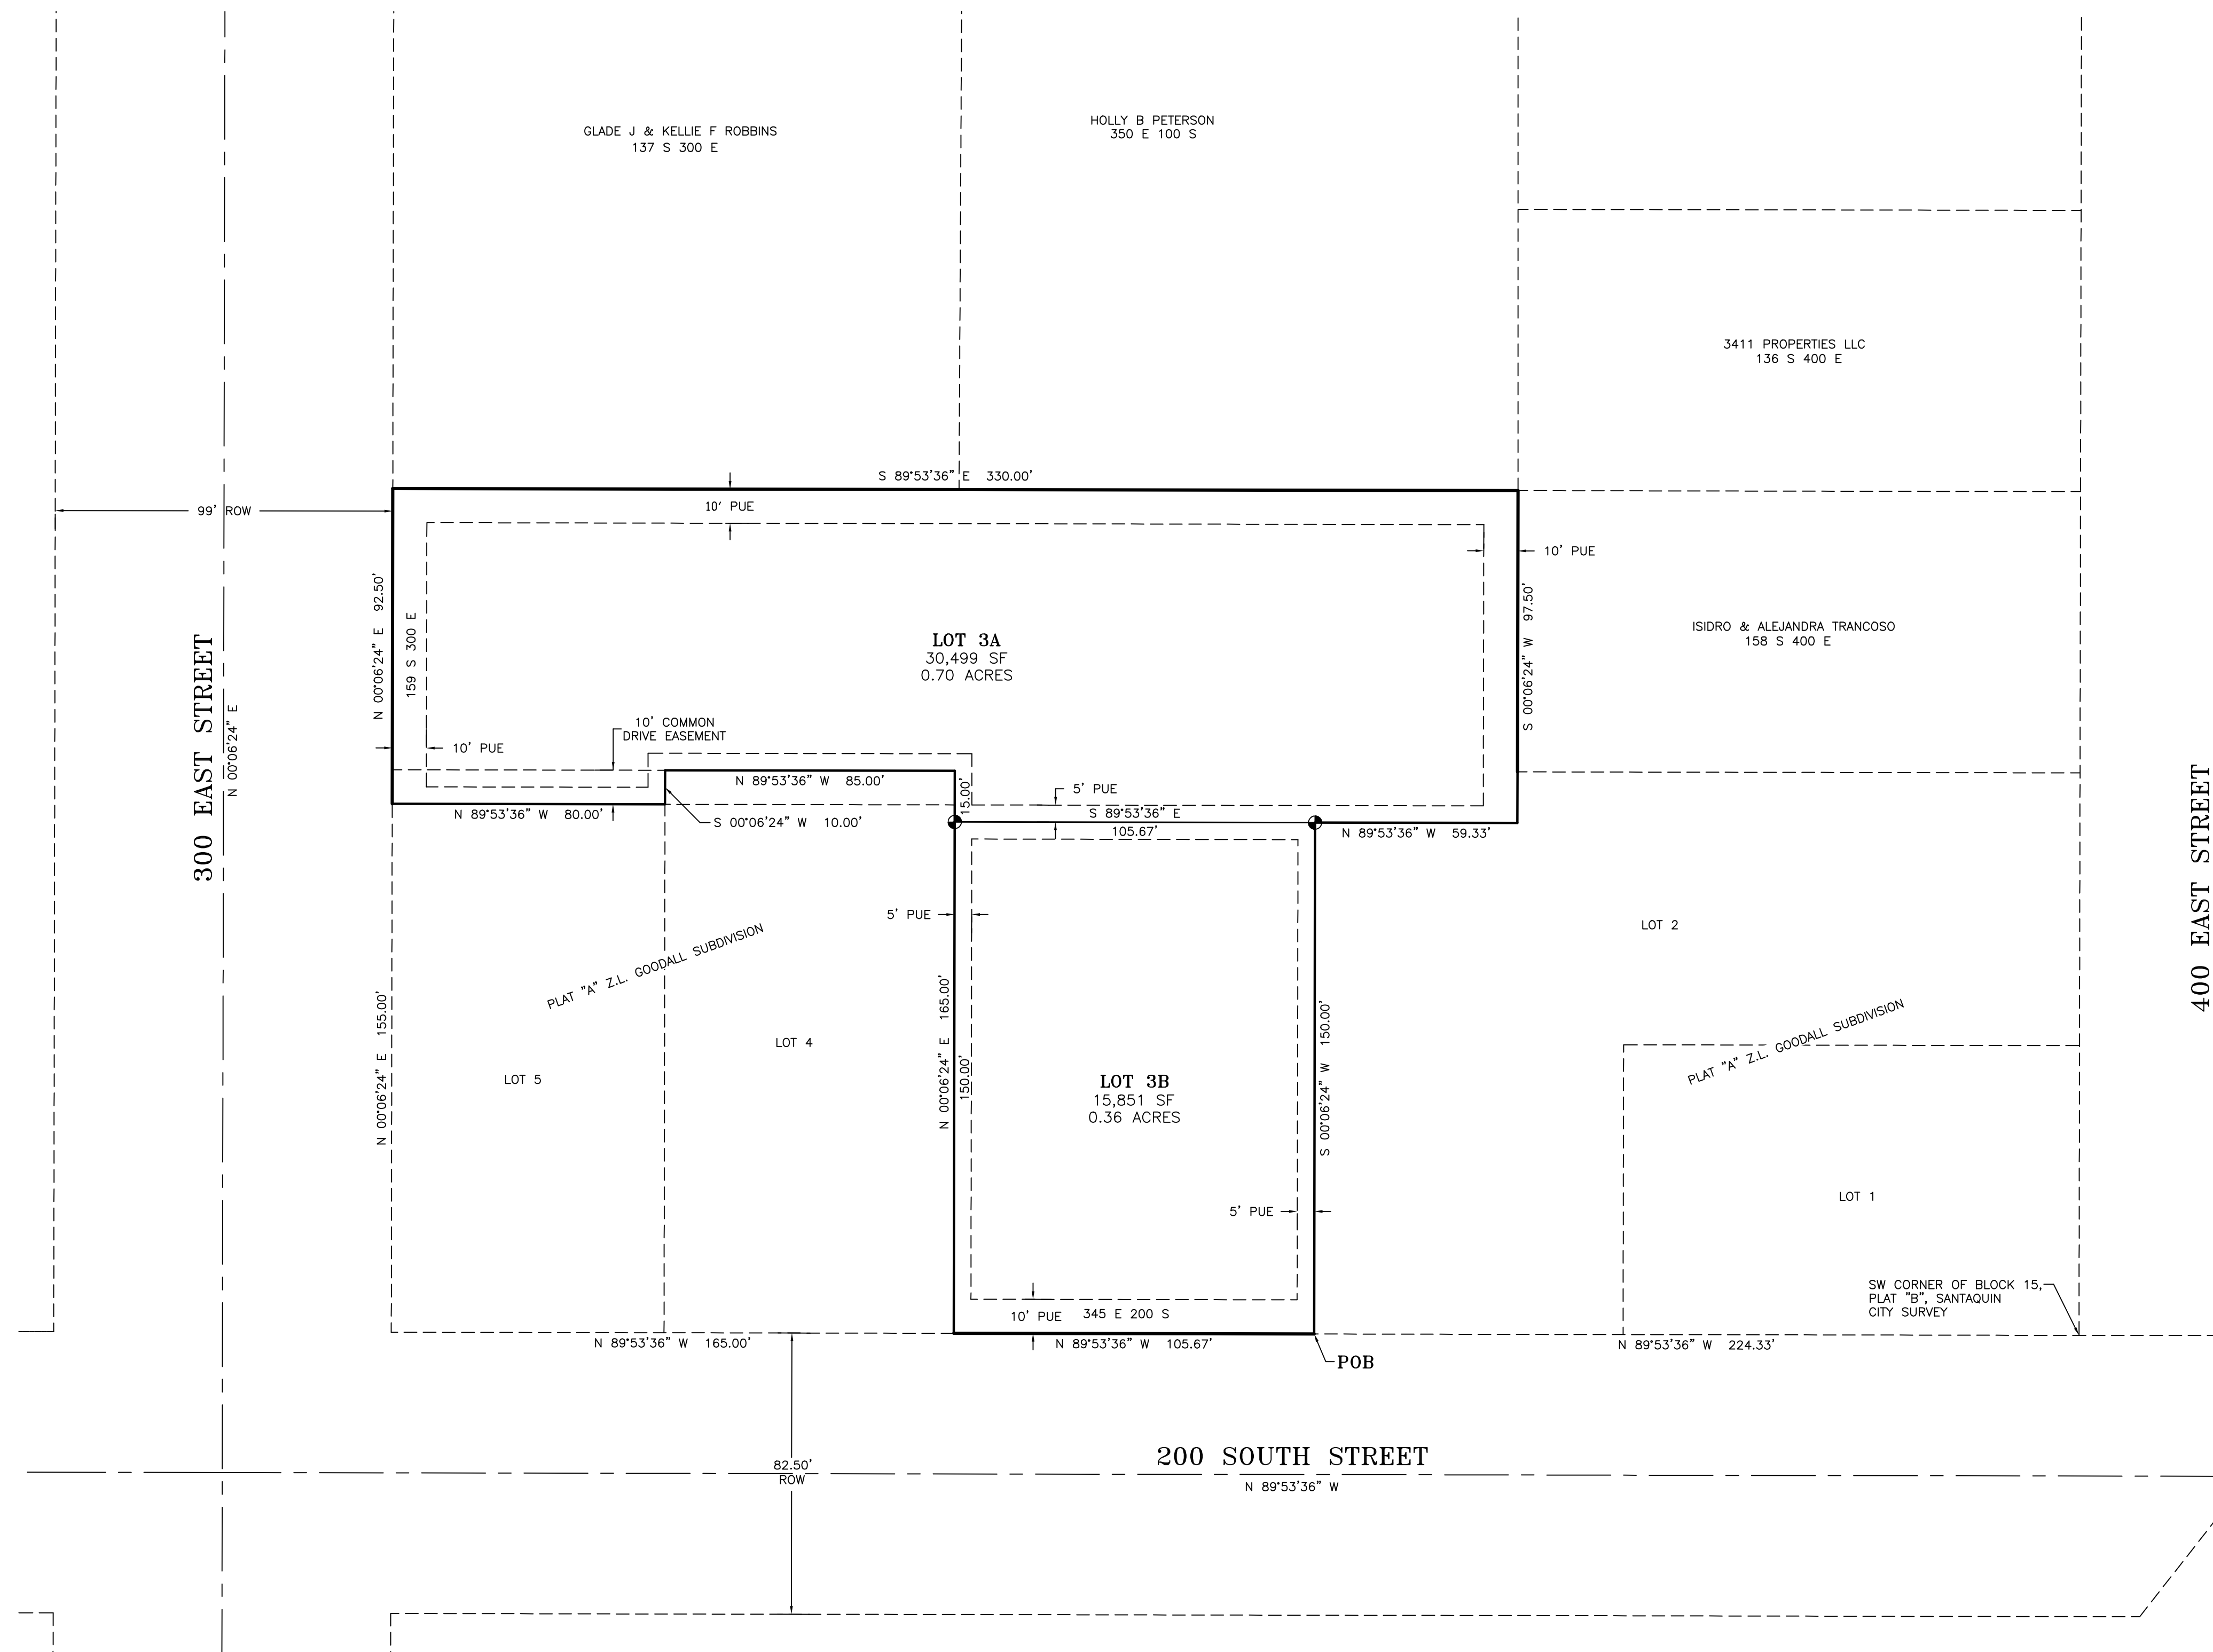 GLADE J & KELLIE F ROBBINS
137 S 300 E
HOLLY B PETERSON
350 E 100 S
3411 PROPERTIES LLC
136 S 400 E
S 89°53'36" E 330.00'
99' ROW
10' PUE
10' PUE
N 00°06'24" E 92.50'
159 S 300 E
S 00°06'24" W 97.50'
ISIDRO & ALEJANDRA TRANCOSO
158 S 400 E
LOT 3A
30,499 SF
0.70 ACRES
300 EAST STREET
N 00°06'24" E
10' COMMON
DRIVE EASEMENT
10' PUE
N 89°53'36" W 85.00'
15.00'
5' PUE
N 89°53'36" W 80.00'
S 00°06'24" W 10.00'
S 89°53'36" E
105.67'
N 89°53'36" W 59.33'
400 EAST STREET
5' PUE
LOT 2
PLAT "A" Z.L. GOODALL SUBDIVISION
PLAT "A" Z.L. GOODALL SUBDIVISION
N 00°06'24" E 155.00'
LOT 4
LOT 5
N 00°06'24" E 165.00'
150.00'
S 00°06'24" W 150.00'
LOT 3B
15,851 SF
0.36 ACRES
LOT 1
5' PUE
SW CORNER OF BLOCK 15,
PLAT "B", SANTAQUIN
CITY SURVEY
10' PUE
345 E 200 S
N 89°53'36" W 165.00'
N 89°53'36" W 105.67'
N 89°53'36" W 224.33'
POB
200 SOUTH STREET
82.50'
ROW
N 89°53'36" W